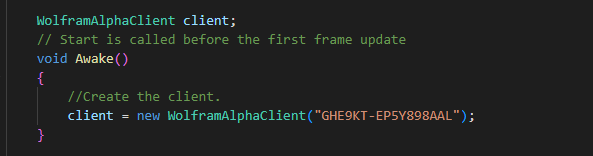 WolframAlphaClient client;
// Start is called before the first frame update
void Awake()
{
//Create the client.
client = new WolframAlphaClient("GHE9KT-EP5Y898AAL");
}